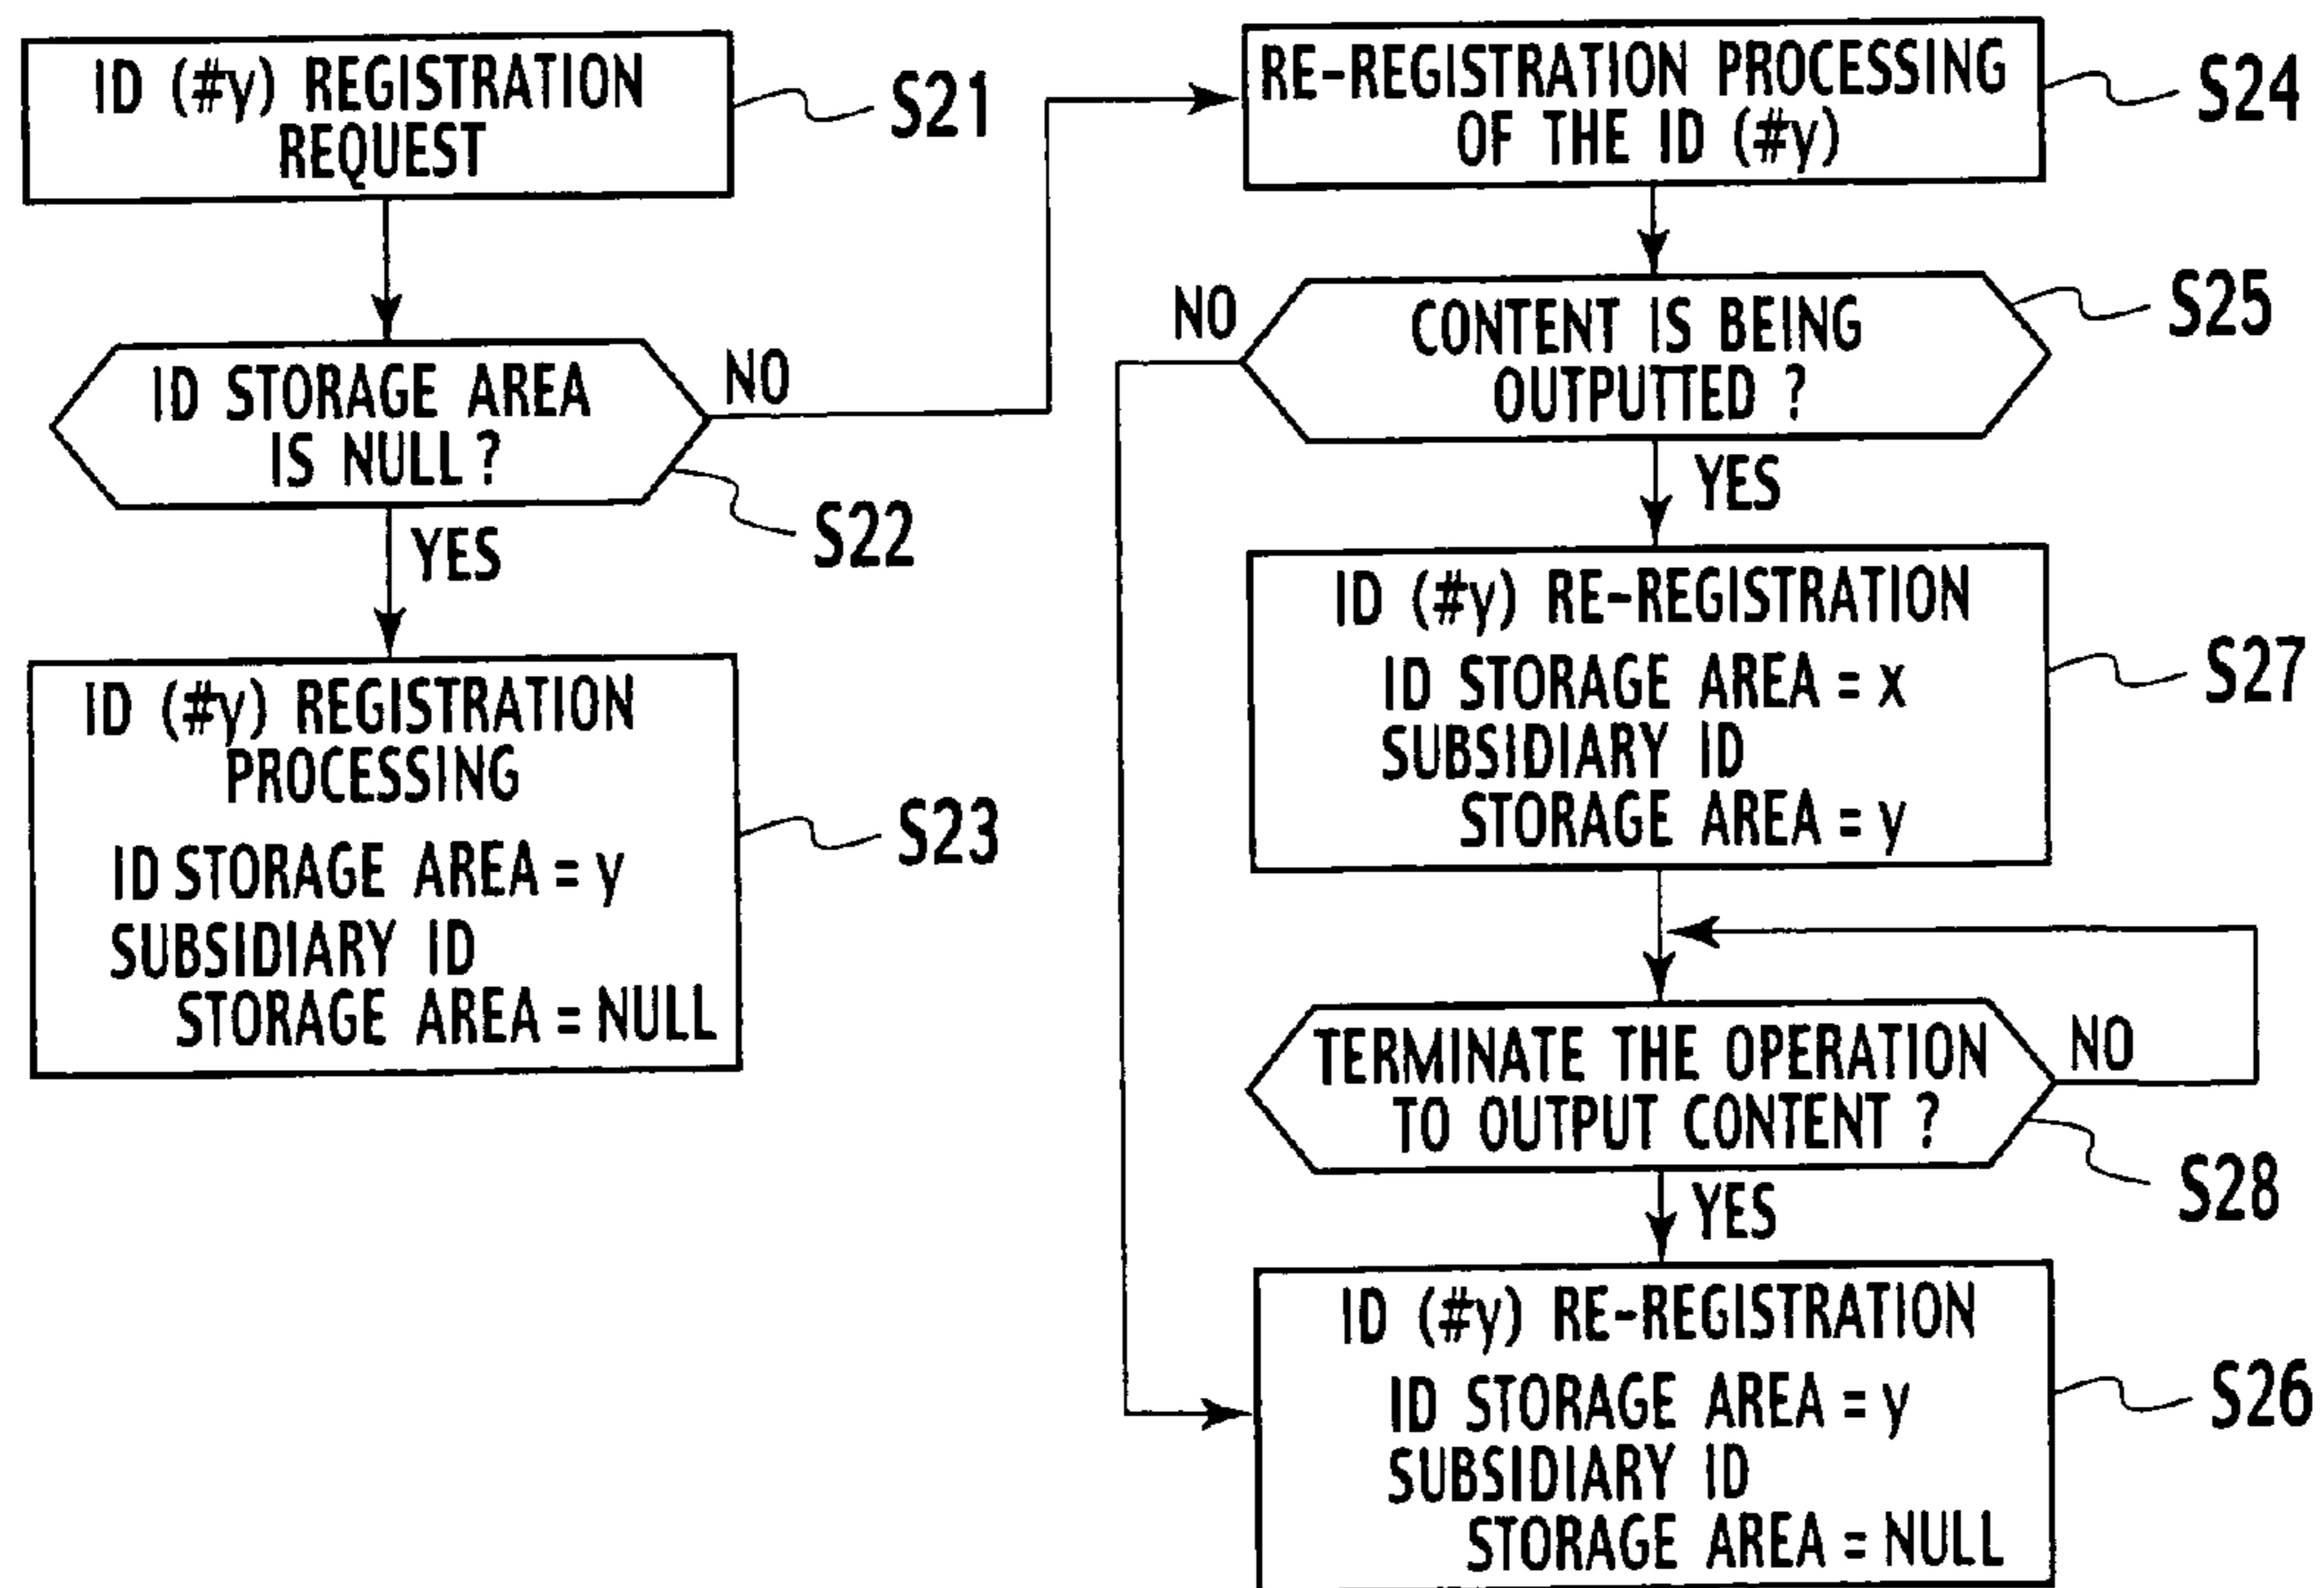 ID (#y) REGISTRATION
REQUEST
S21
ID STORAGE AREA
IS NULL?
NO
S22
YES
ID (#y) REGISTRATION
PROCESSING
ID STORAGE AREA = y
SUBSIDIARY ID
STORAGE AREA = NULL
S23
RE-REGISTRATION PROCESSING
OF THE ID (#y)
S24
CONTENT IS BEING
OUTPUTTED ?
NO
S25
YES
ID (#y) RE-REGISTRATION
ID STORAGE AREA = x
SUBSIDIARY ID
STORAGE AREA = y
S27
TERMINATE THE OPERATION
TO OUTPUT CONTENT ?
NO
S28
YES
ID (#y) RE-REGISTRATION
ID STORAGE AREA = y
SUBSIDIARY ID
STORAGE AREA = NULL
S26